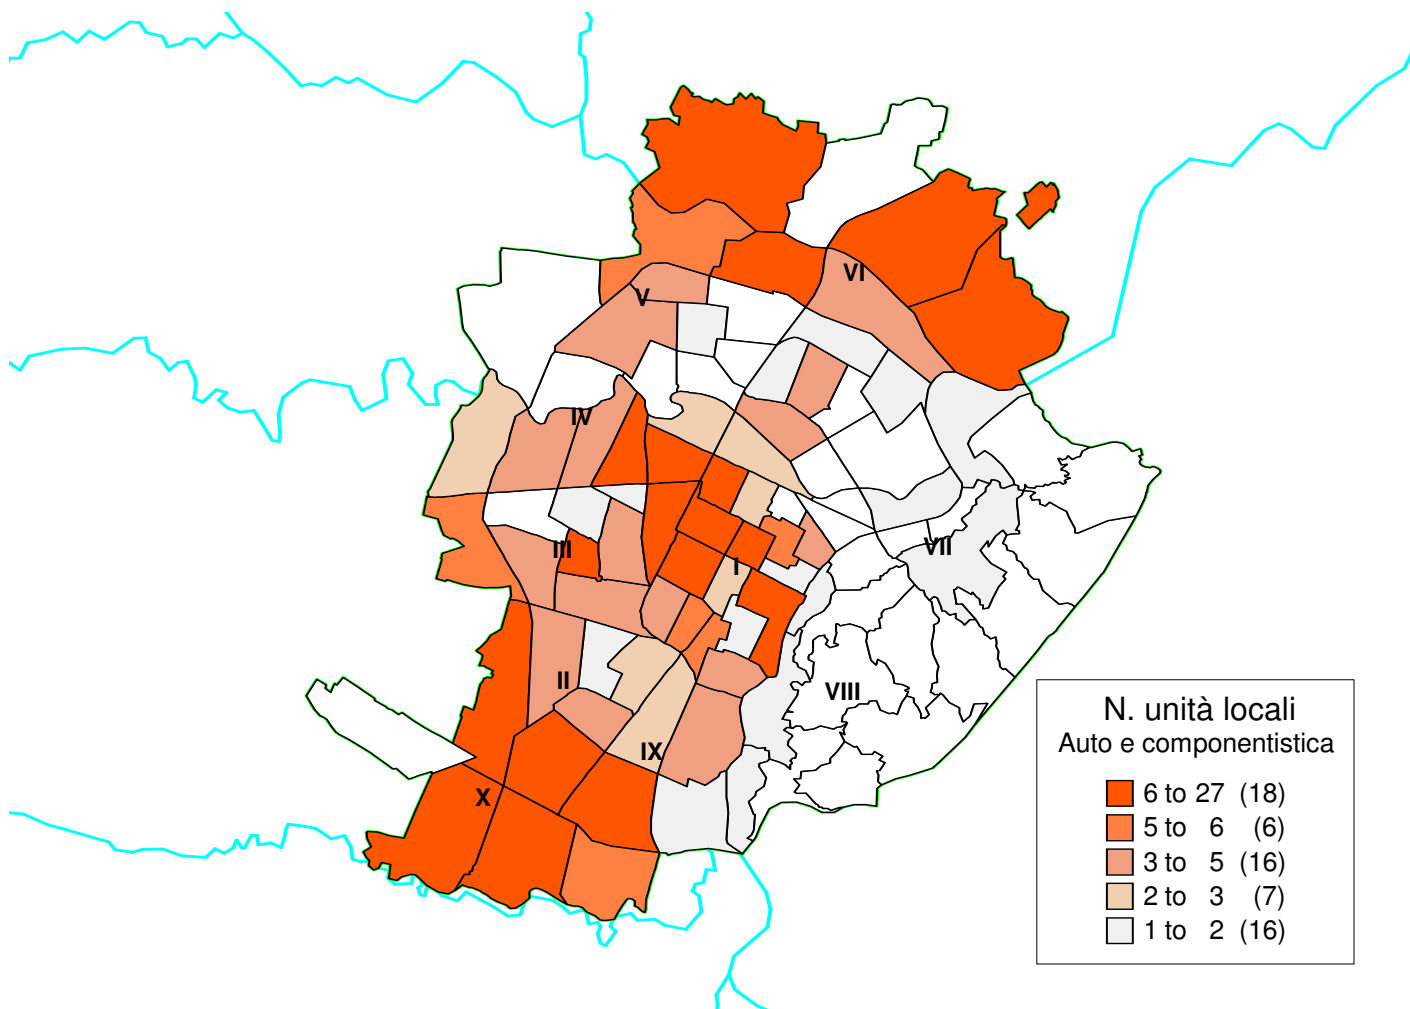 VI
V
IV
III
VII
I
II
VIII
IX
X
N. unità locali
Auto e componentistica
6 to 27 (18)
5 to 6 (6)
3 to 5 (16)
2 to 3 (7)
1 to 2 (16)